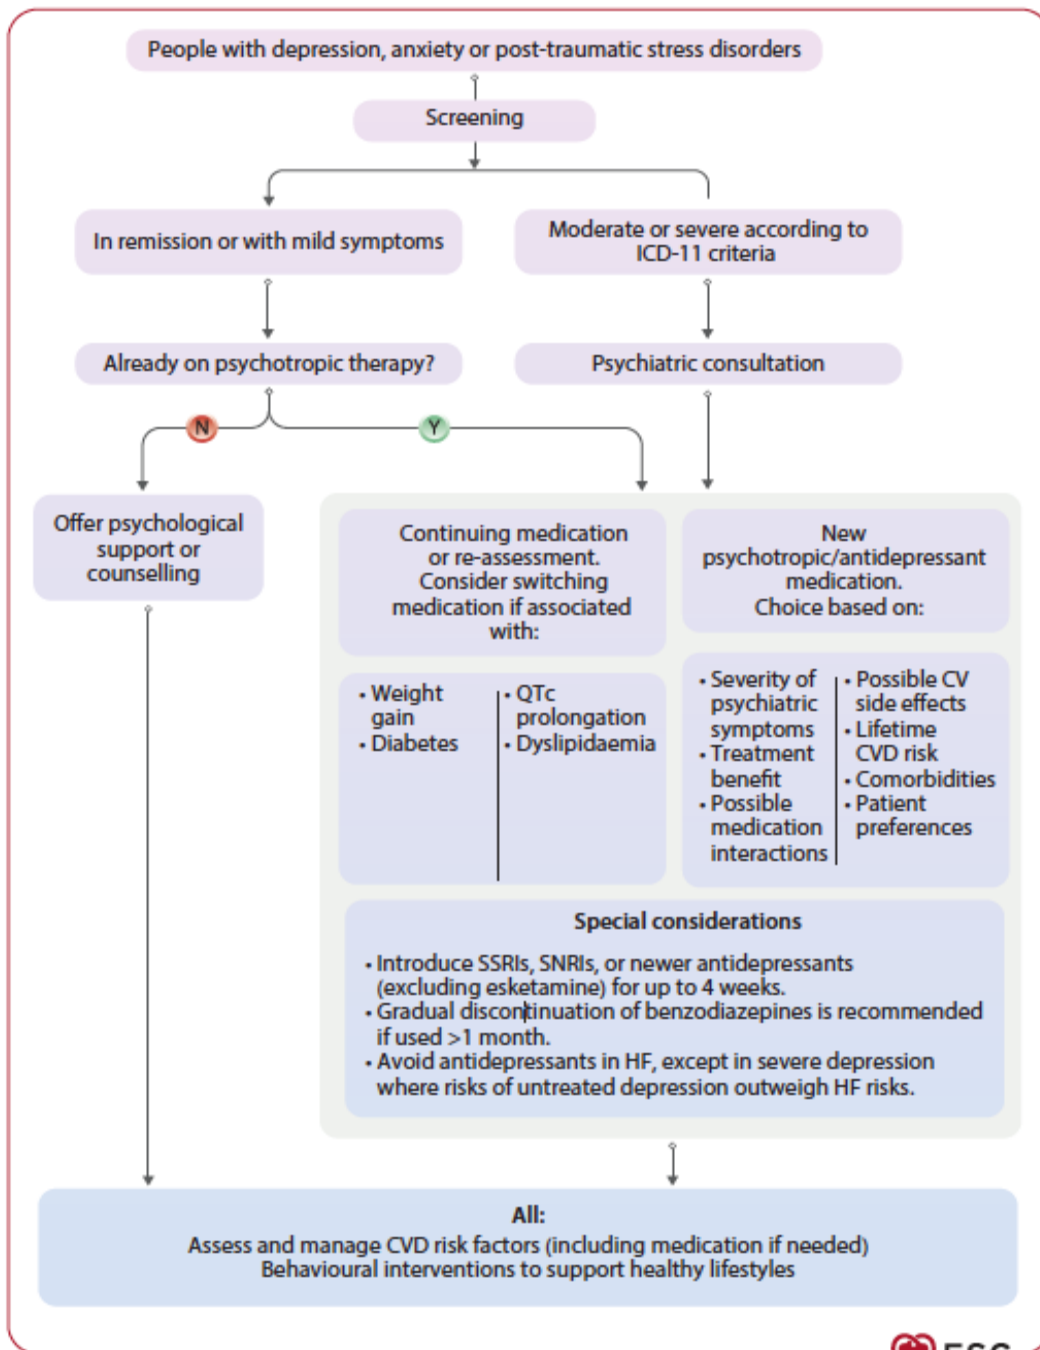 People with depression, anxiety or post-traumatic stress disorders
Screening
In remission or with mild symptoms
Moderate or severe according to
ICD-11 criteria
Already on psychotropic therapy?
Psychiatric consultation
N
Y
Offer psychological
support or
counselling
Continuing medication
or re-assessment.
Consider switching
medication if associated
with:
• Weight
gain
• Diabetes
• QTc
prolongation
• Dyslipidaemia
New
psychotropic/antidepressant
medication.
Choice based on:
• Severity of
psychiatric
symptoms
• Treatment
benefit
• Possible
medication
interactions
• Possible CV
side effects
• Lifetime
CVD risk
• Comorbidities
• Patient
preferences
Special considerations
• Introduce SSRIs, SNRIs, or newer antidepressants
(excluding esketamine) for up to 4 weeks.
• Gradual discontinuation of benzodiazepines is recommended
if used >1 month.
• Avoid antidepressants in HF, except in severe depression
where risks of untreated depression outweigh HF risks.
All:
Assess and manage CVD risk factors (including medication if needed)
Behavioural interventions to support healthy lifestyles
ESC